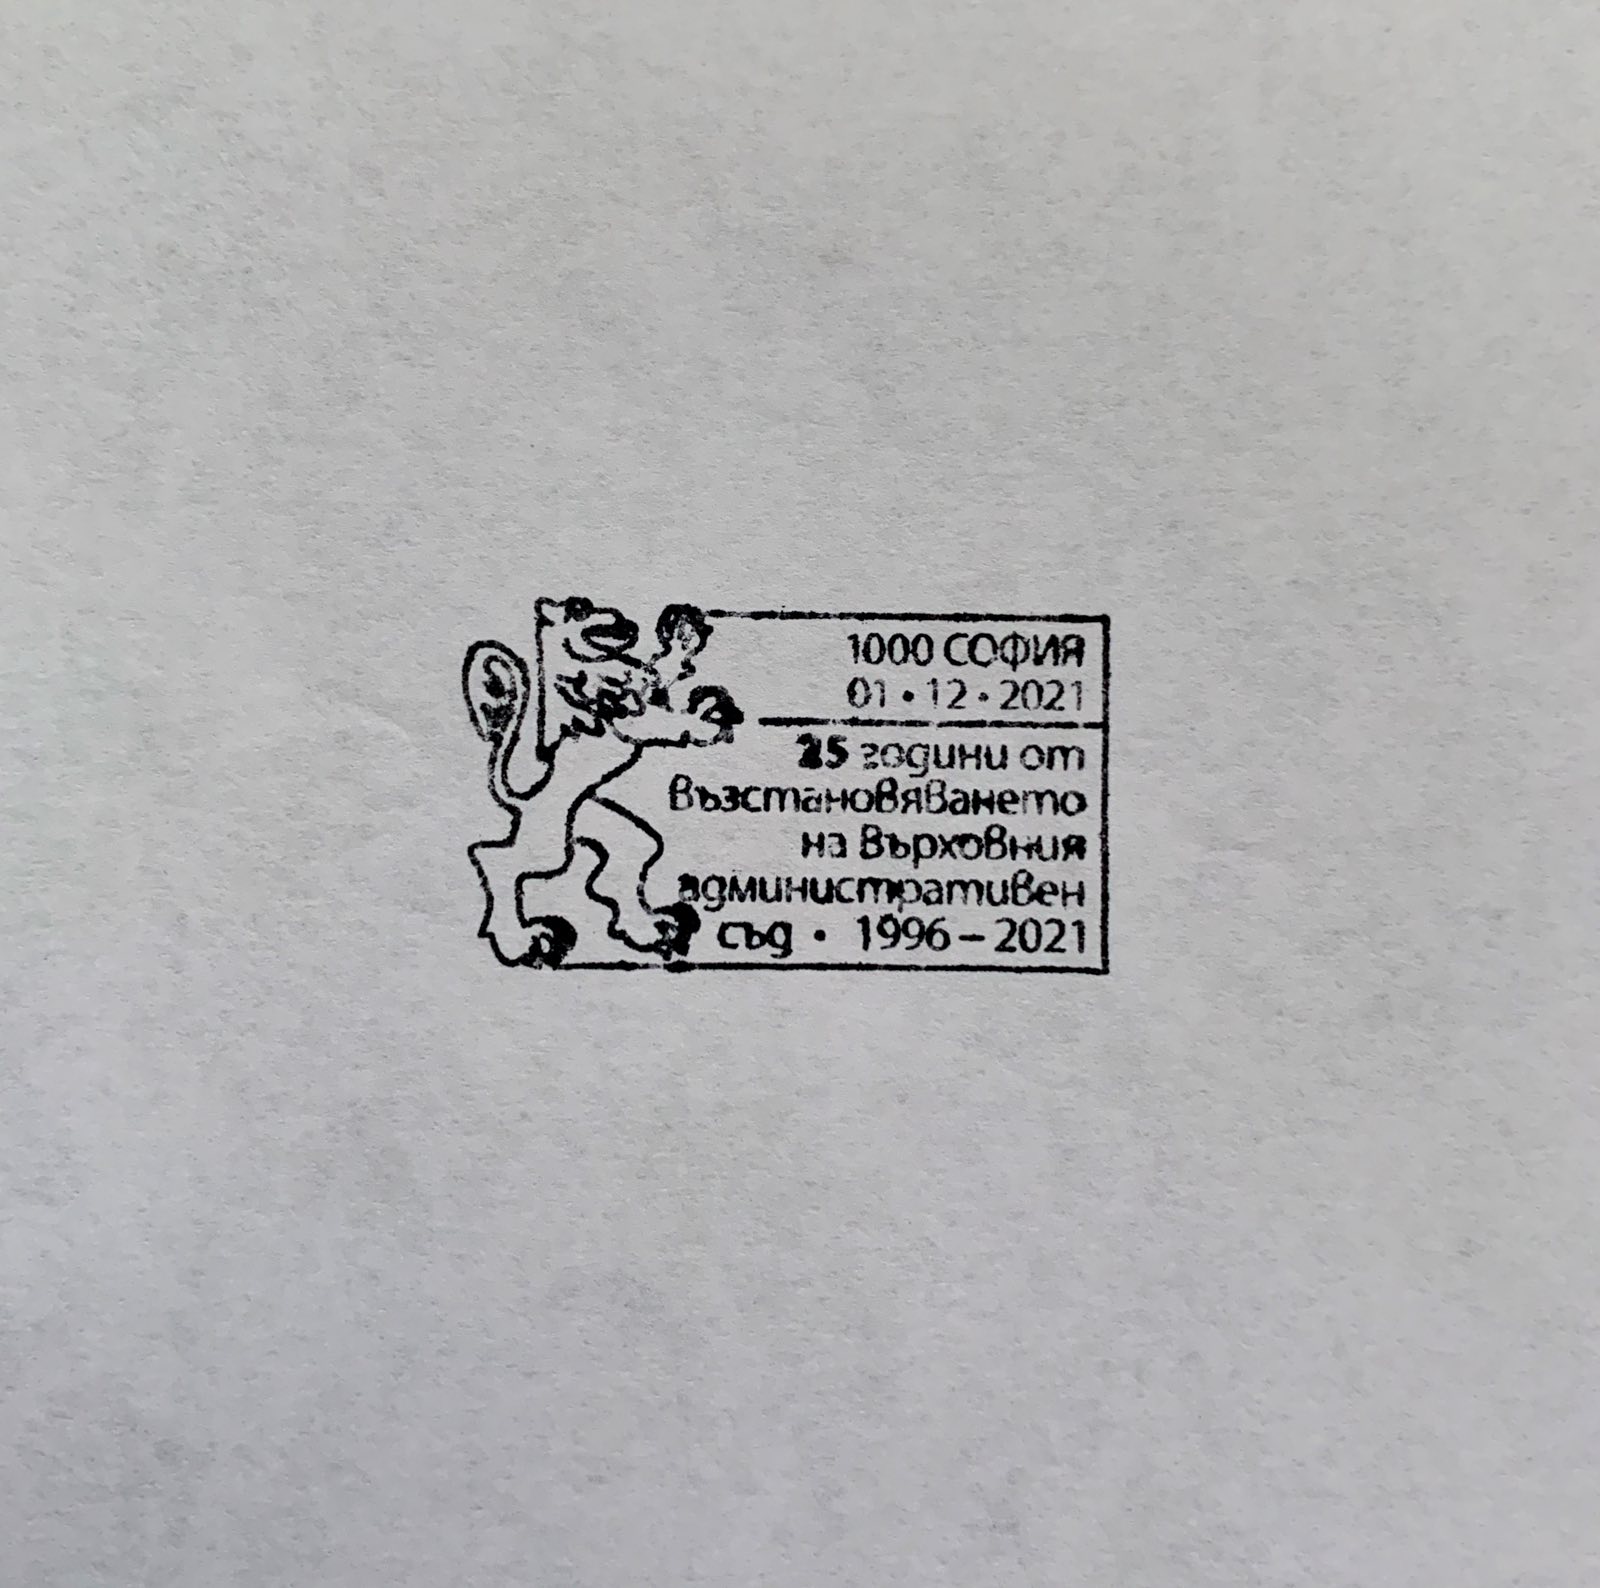 1000 СОФИЯ
01 • 12 • 2021
25 години от
възстановяването
на Върховния
административен
съд • 1996 – 2021